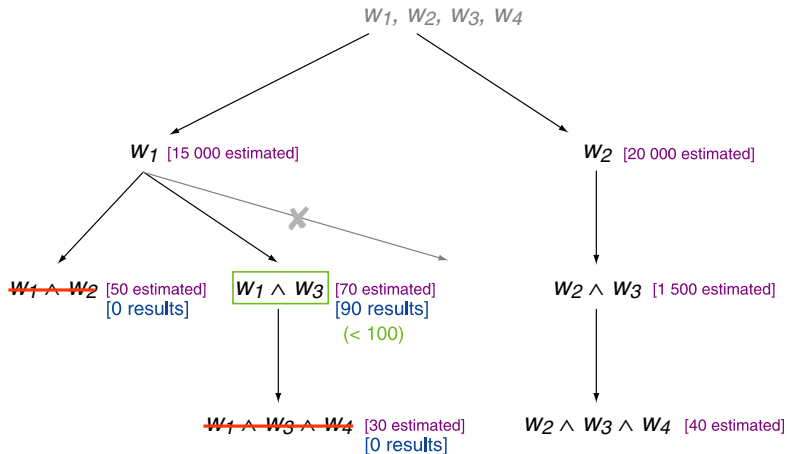 w1, w2, w3, w4
w1 [15 000 estimated]
w2 [20 000 estimated]
w1 ∧ w2 [50 estimated]
[0 results]
w1 ∧ w3 [70 estimated]
[90 results]
(< 100)
w2 ∧ w3 [1 500 estimated]
w1 ∧ w3 ∧ w4 [30 estimated]
[0 results]
w2 ∧ w3 ∧ w4 [40 estimated]